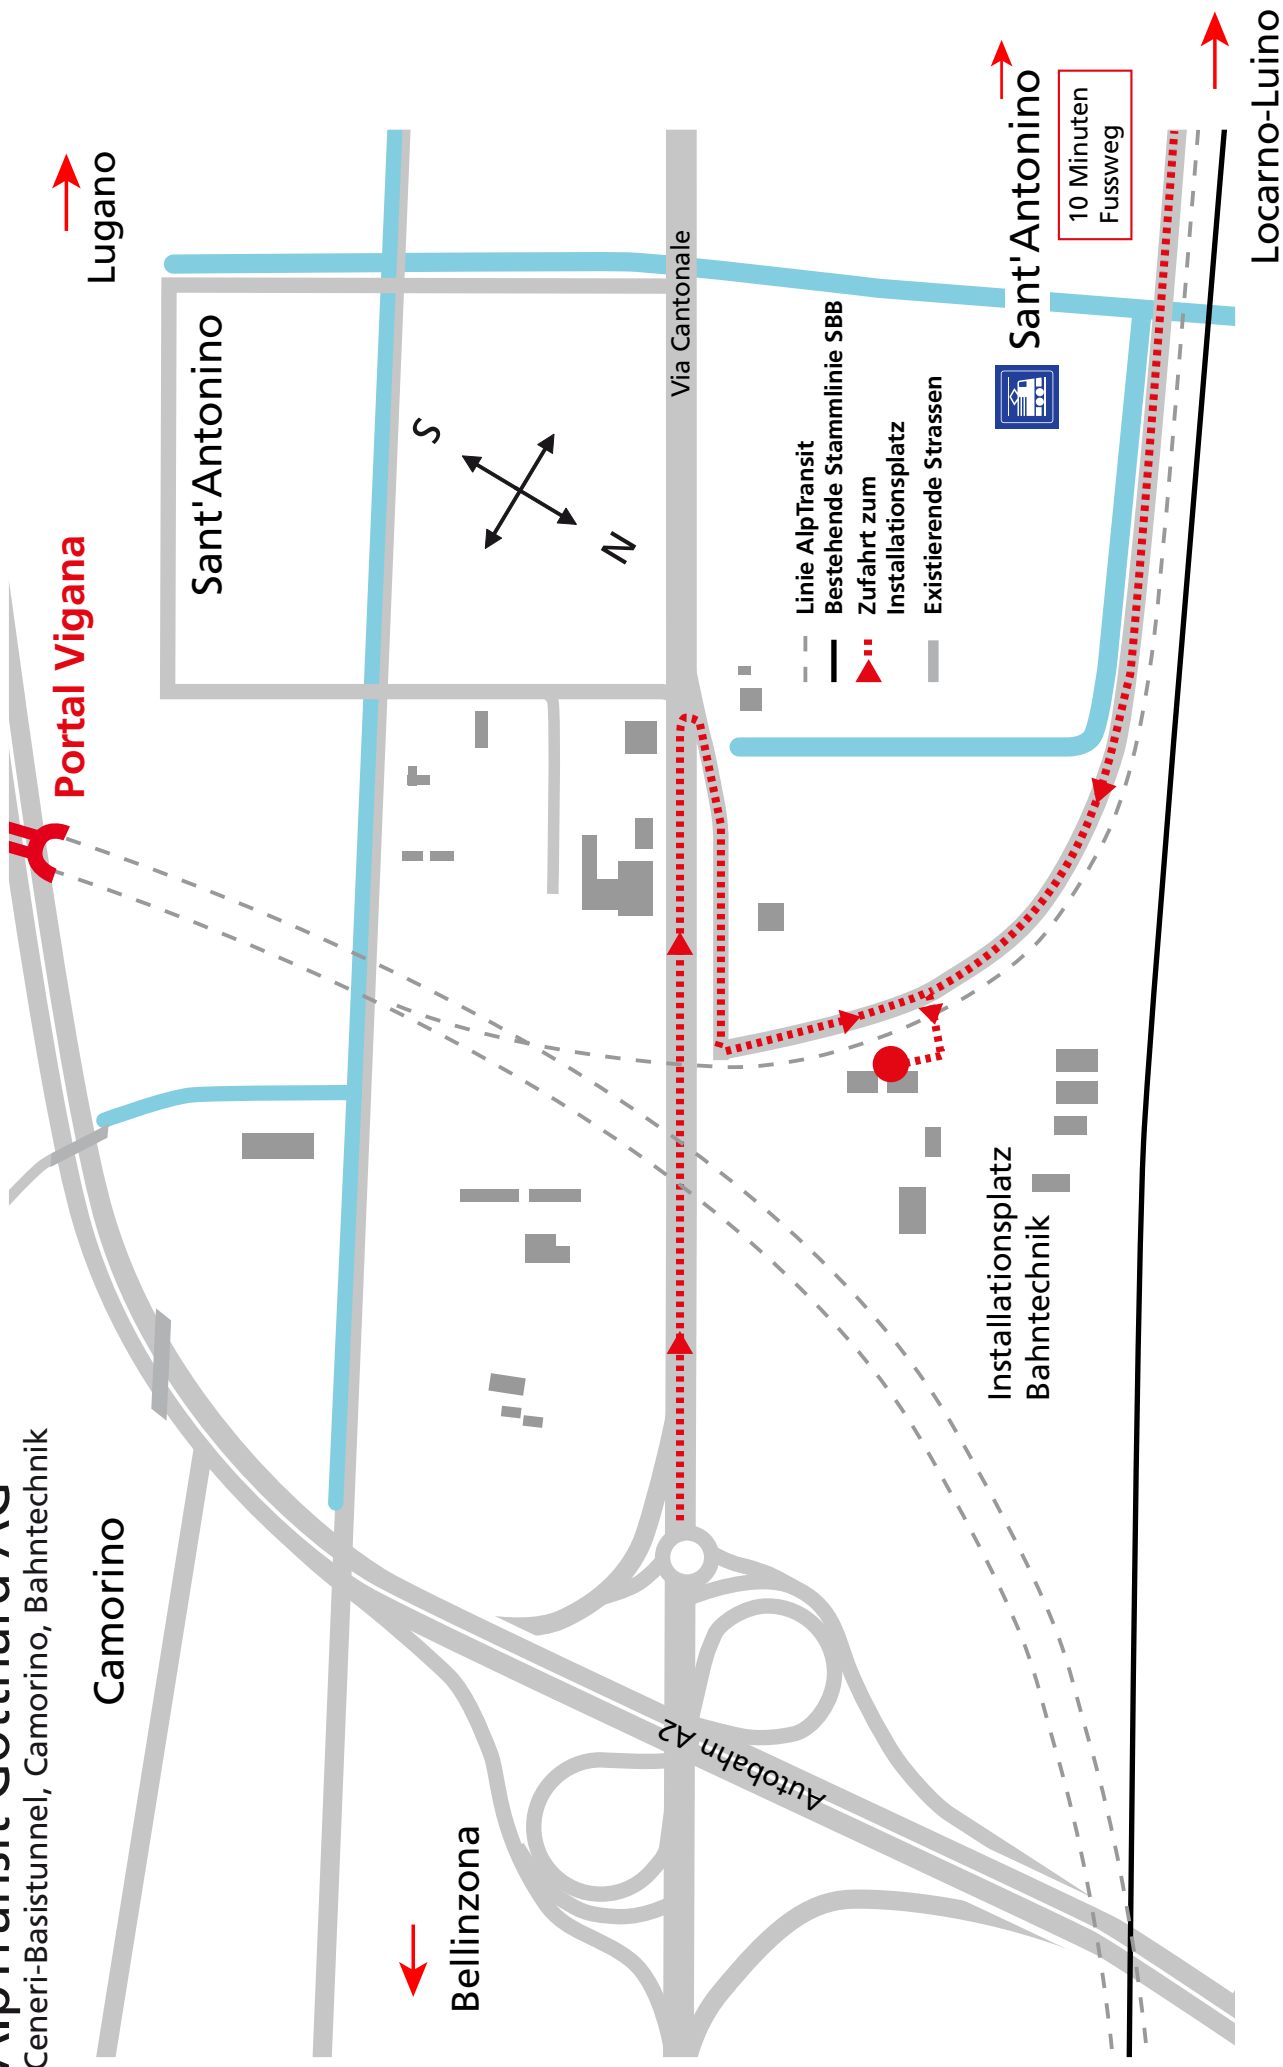 AlpTransit Gotthard AG
Ceneri-Basistunnel, Camorino, Bahntechnik
Camorino
Portal Vigana
Lugano
Sant'Antonino
S
N
Bellinzona
Autobahn A2
Via Cantonale
Linie AlpTransit
Bestehende Stammlinie SBB
Zufahrt zum
Installationsplatz
Existierende Strassen
Sant'Antonino
10 Minuten
Fussweg
Installationsplatz
Bahntechnik
Locarno-Luino